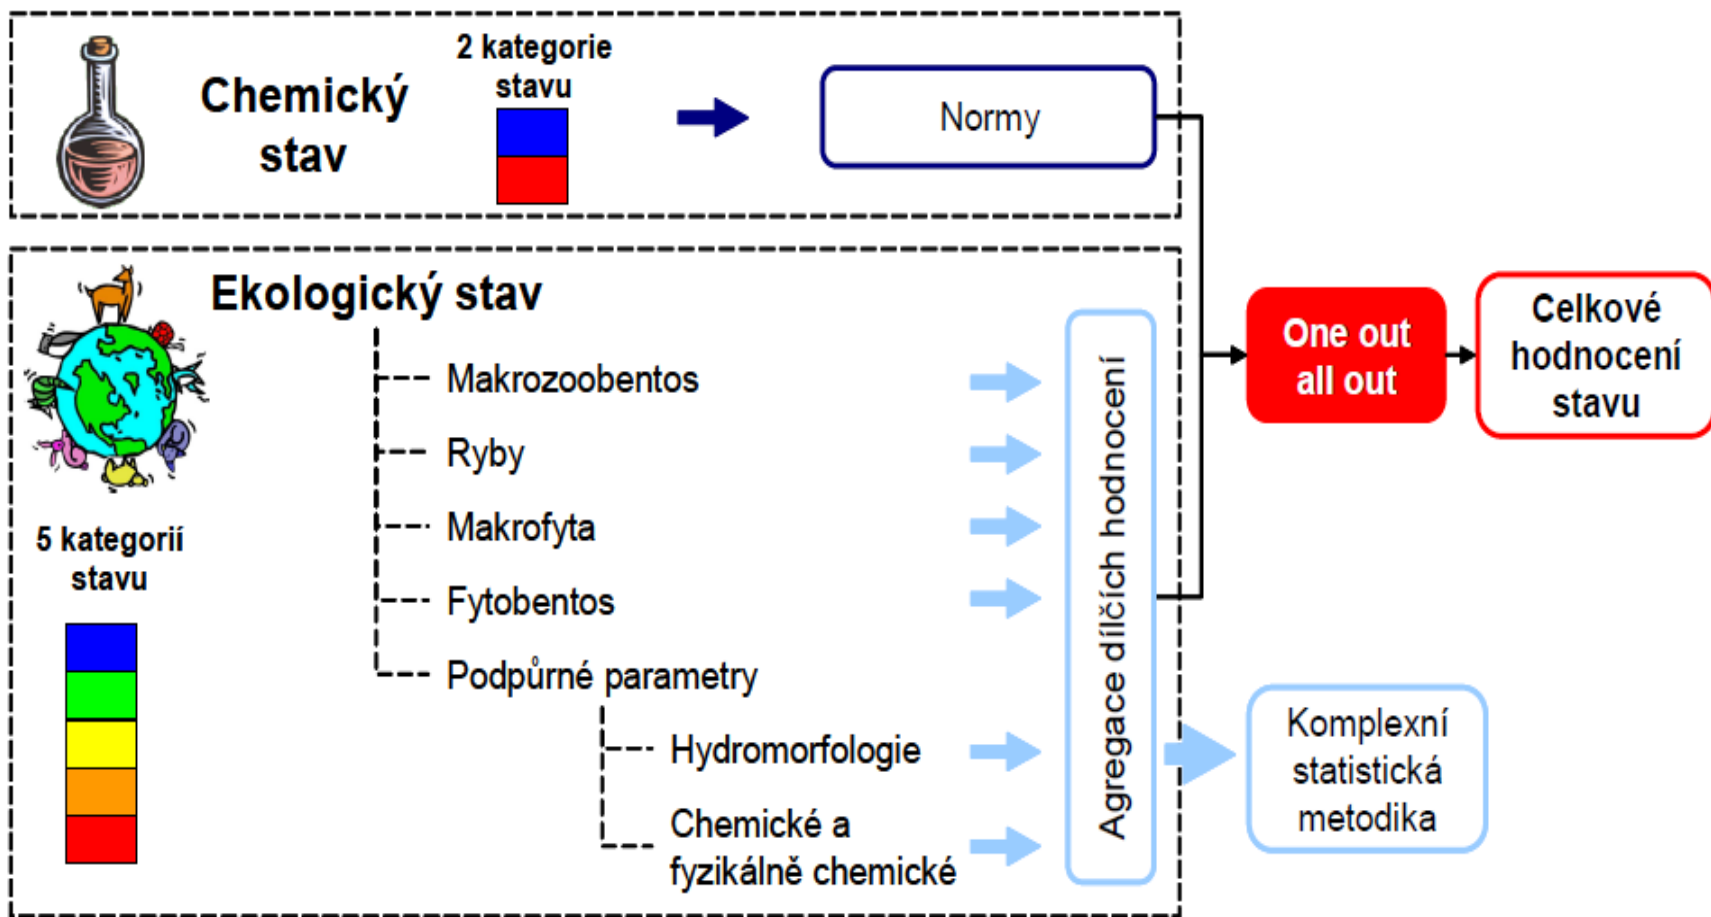 2 kategorie
stavu
Chemický
stav
Normy
Ekologický stav
Makrozoobentos
Ryby
Makrofyta
Fytobentos
Podpůrné parametry
Hydromorfologie
Chemické a
fyzikálně chemické
5 kategorií
stavu
Agregace dílčích hodnocení
One out
all out
Celkové
hodnocení
stavu
Komplexní
statistická
metodika